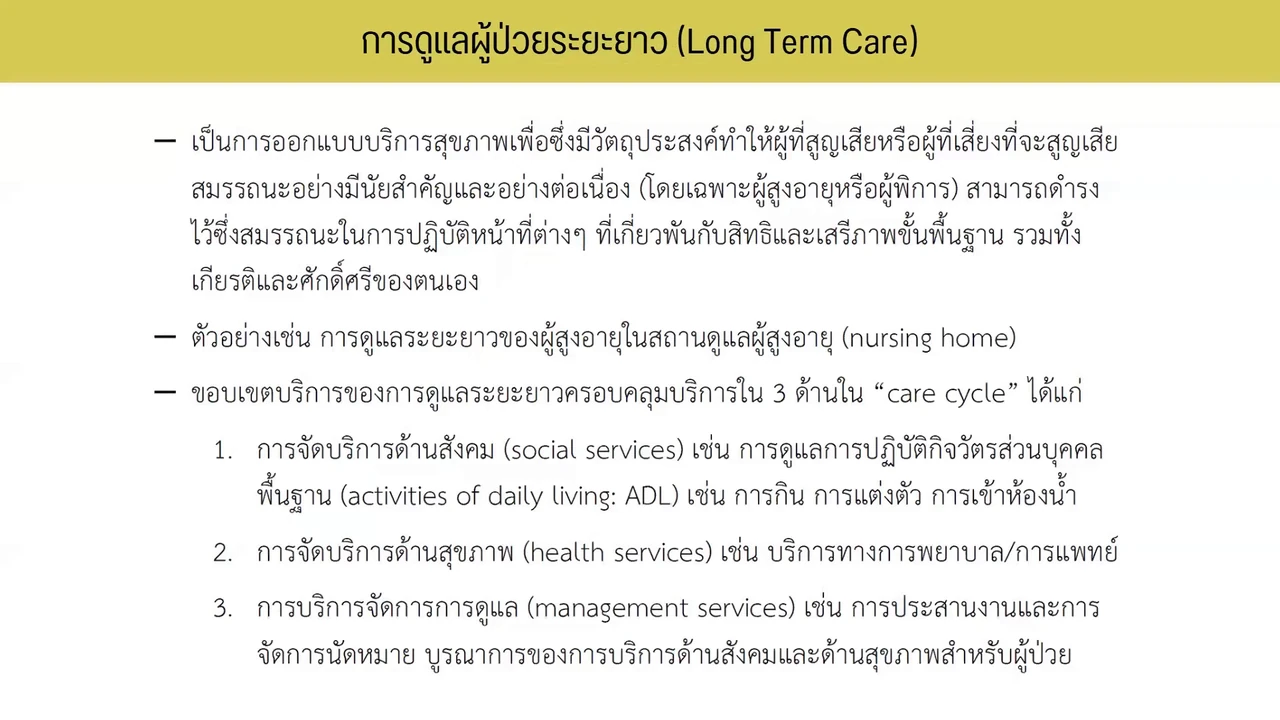 การดูแลผู้ป่วยระยะยาว (Long Term Care)
– เป็นการออกแบบบริการสุขภาพเพื่อซึ่งมีวัตถุประสงค์ทำให้ผู้ที่สูญเสียหรือผู้ที่เสี่ยงที่จะสูญเสีย
สมรรถนะอย่างมีนัยสำคัญและอย่างต่อเนื่อง (โดยเฉพาะผู้สูงอายุหรือผู้พิการ) สามารถดำรง
ไว้ซึ่งสมรรถนะในการปฏิบัติหน้าที่ต่างๆ ที่เกี่ยวพันกับสิทธิและเสรีภาพขั้นพื้นฐาน รวมทั้ง
เกียรติและศักดิ์ศรีของตนเอง
– ตัวอย่างเช่น การดูแลระยะยาวของผู้สูงอายุในสถานดูแลผู้สูงอายุ (nursing home)
– ขอบเขตบริการของการดูแลระยะยาวครอบคลุมบริการใน 3 ด้านใน “care cycle” ได้แก่
1. การจัดบริการด้านสังคม (social services) เช่น การดูแลการปฏิบัติกิจวัตรส่วนบุคคล
พื้นฐาน (activities of daily living: ADL) เช่น การกิน การแต่งตัว การเข้าห้องน้ำ
2. การจัดบริการด้านสุขภาพ (health services) เช่น บริการทางการพยาบาล/การแพทย์
3. การบริการจัดการการดูแล (management services) เช่น การประสานงานและการ
จัดการนัดหมาย บูรณาการของการบริการด้านสังคมและด้านสุขภาพสำหรับผู้ป่วย